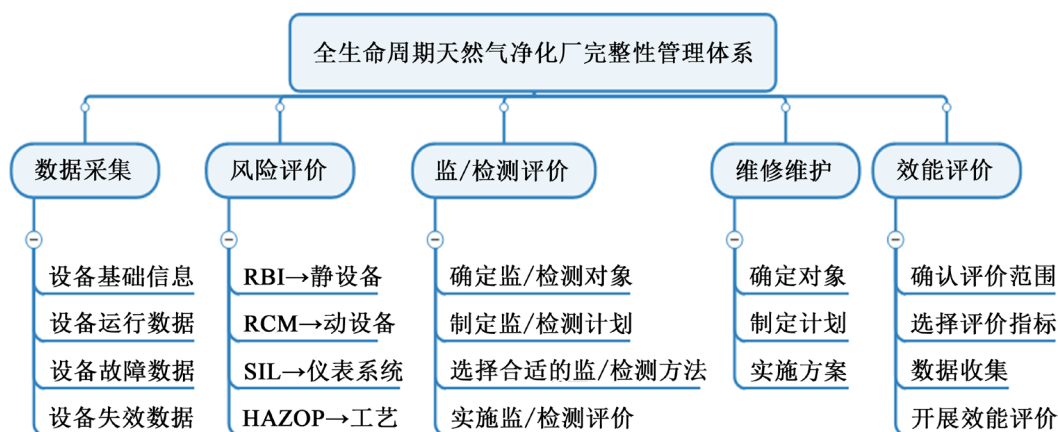 全生命周期天然气净化厂完整性管理体系
数据采集
设备基础信息
设备运行数据
设备故障数据
设备失效数据
风险评价
RBI→静设备
RCM→动设备
SIL→仪表系统
HAZOP→工艺
监/检测评价
确定监/检测对象
制定监/检测计划
选择合适的监/检测方法
实施监/检测评价
维修维护
确定对象
制定计划
实施方案
效能评价
确认评价范围
选择评价指标
数据收集
开展效能评价